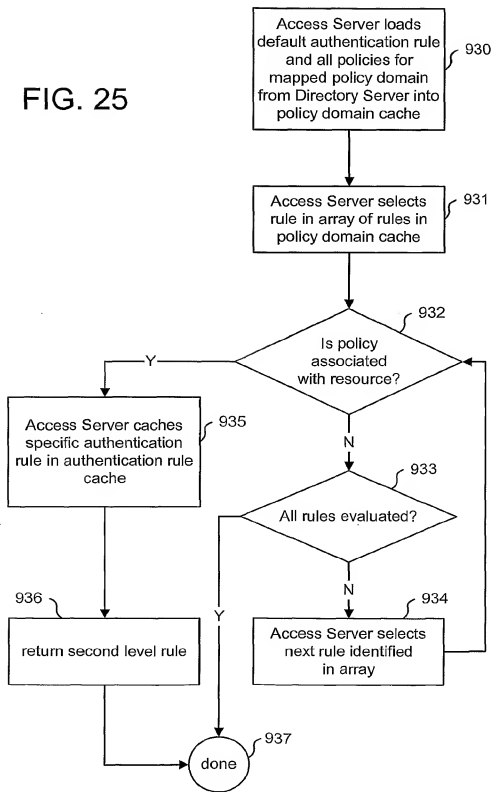 FIG. 25
Access Server loads
default authentication rule
and all policies for
mapped policy domain
from Directory Server into
policy domain cache
930
Access Server selects
rule in array of rules in
policy domain cache
931
932
Is policy
associated
with resource?
Y
N
Access Server caches
specific authentication
rule in authentication rule
cache
935
933
All rules evaluated?
Y
N
936
return second level rule
934
Access Server selects
next rule identified
in array
937
done